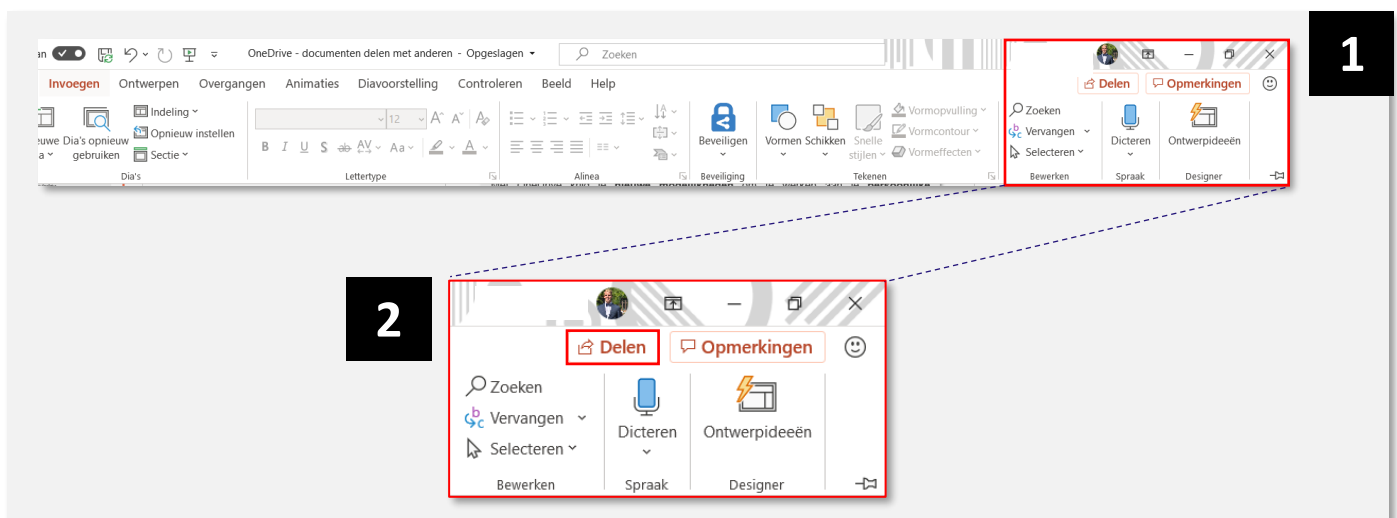 1
OneDrive - documenten delen met anderen - Opgeslagen
Zoeken
Invoegen Ontwerpen Overgangen Animaties Diavoorstelling Controleren Beeld Help
Delen Opmerkingen
Dia's opnieuw gebruiken
Indeling
Opnieuw instellen
Sectie
Dia's
12 A A A
B I U S ab AV Aa A
Lettertype
Alinea
Beveiligen
Beveiliging
Vormen Schikken Snelle stijlen
Vormopvulling
Vormcontour
Vormeffecten
Tekenen
Zoeken
Vervangen
Selecteren
Bewerken
Dicteren
Spraak
Ontwerpideeën
Designer
2
Delen Opmerkingen
Zoeken
Vervangen
Selecteren
Bewerken
Dicteren
Spraak
Ontwerpideeën
Designer